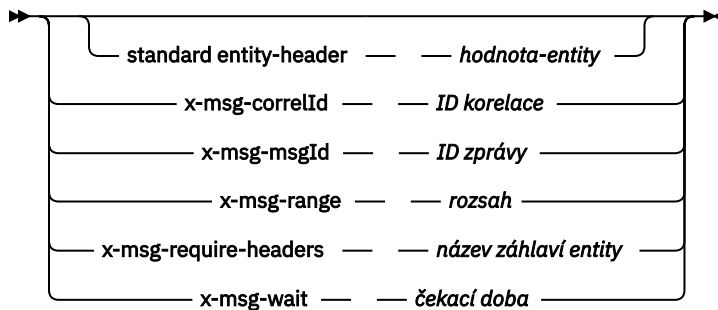 standard entity-header — hodnota-entity
x-msg-correlId — ID korelace
x-msg-msgId — ID zprávy
x-msg-range — rozsah
x-msg-require-headers — název záhlaví entity
x-msg-wait — čekací doba